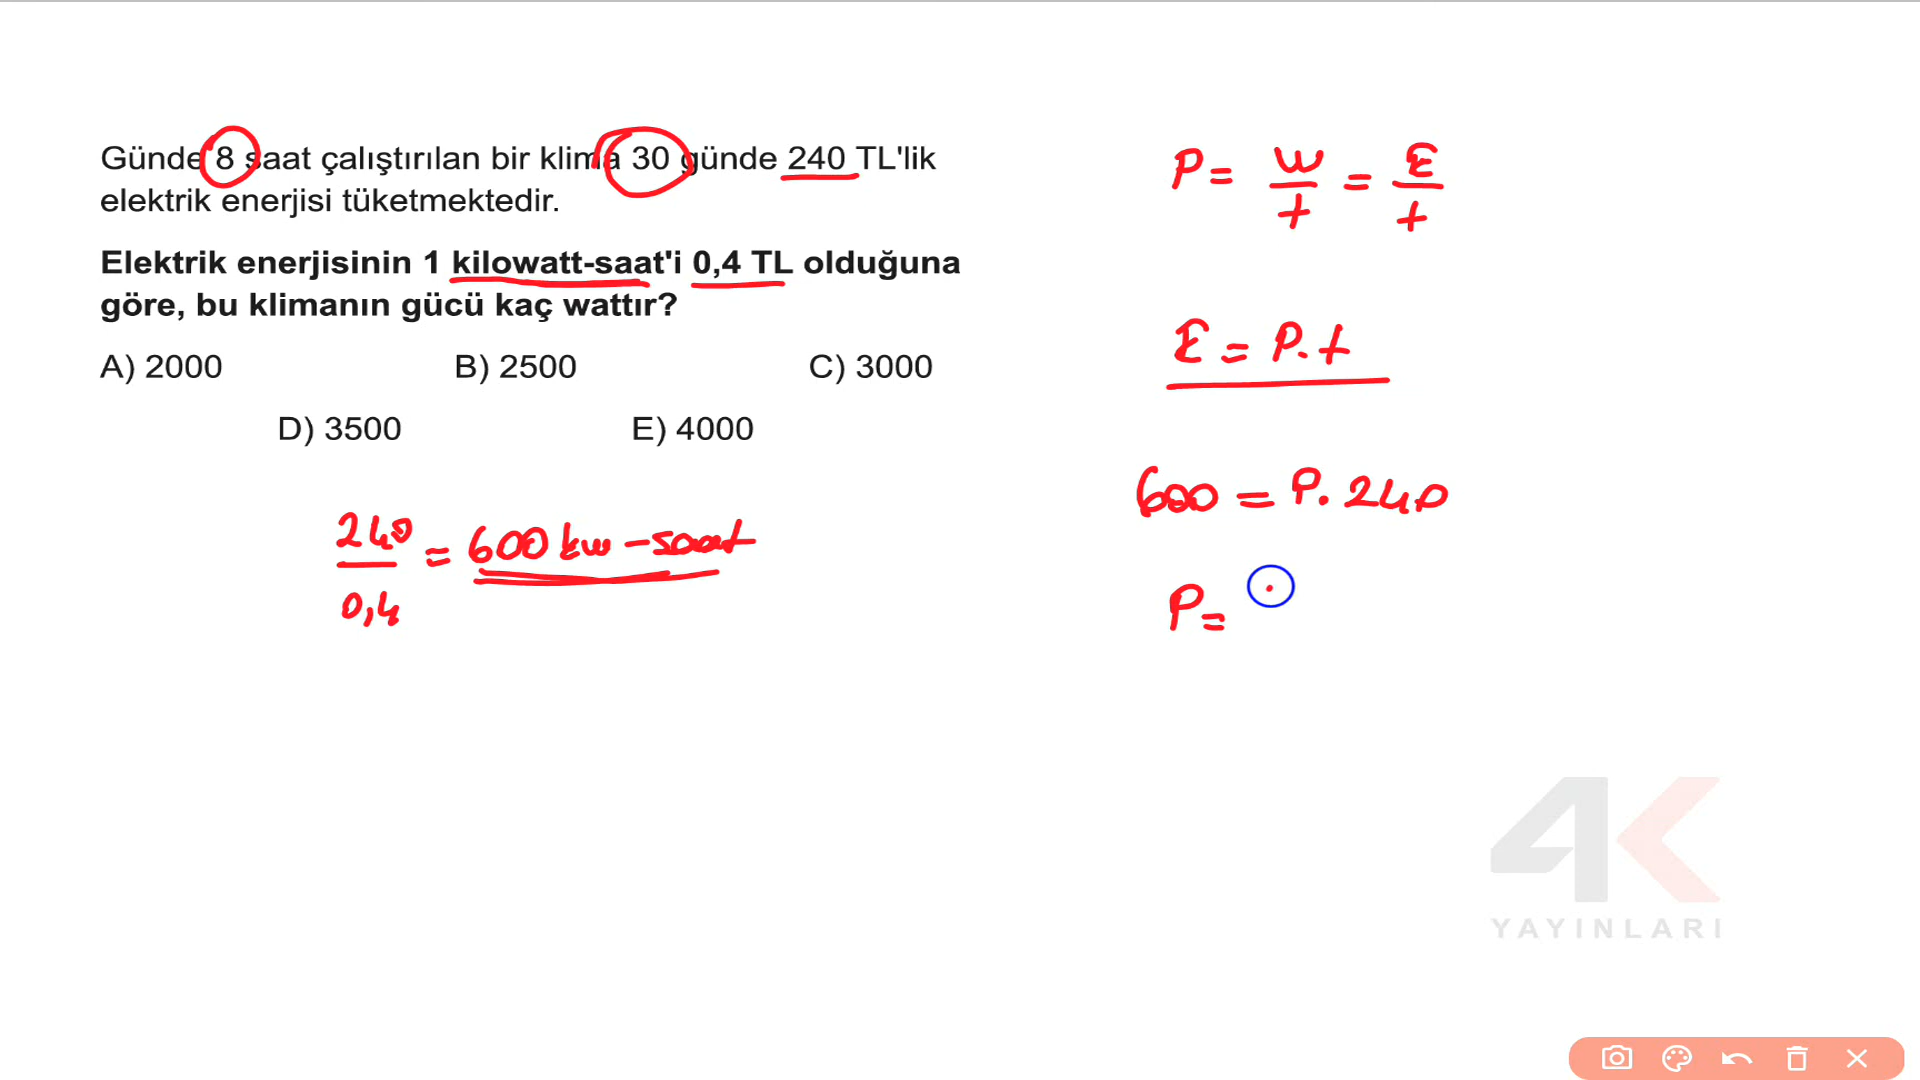 Günde 8 saat çalıştırılan bir klima 30 günde 240 TL'lik
elektrik enerjisi tüketmektedir.
Elektrik enerjisinin 1 kilowatt-saat'i 0,4 TL olduğuna
göre, bu klimanın gücü kaç wattır?
A) 2000 B) 2500 C) 3000
D) 3500 E) 4000
240
0,4
= 600 kw-saat
P = W/t = E/t
E = P.t
600 = P.240
P =
4K
YAYINLARI